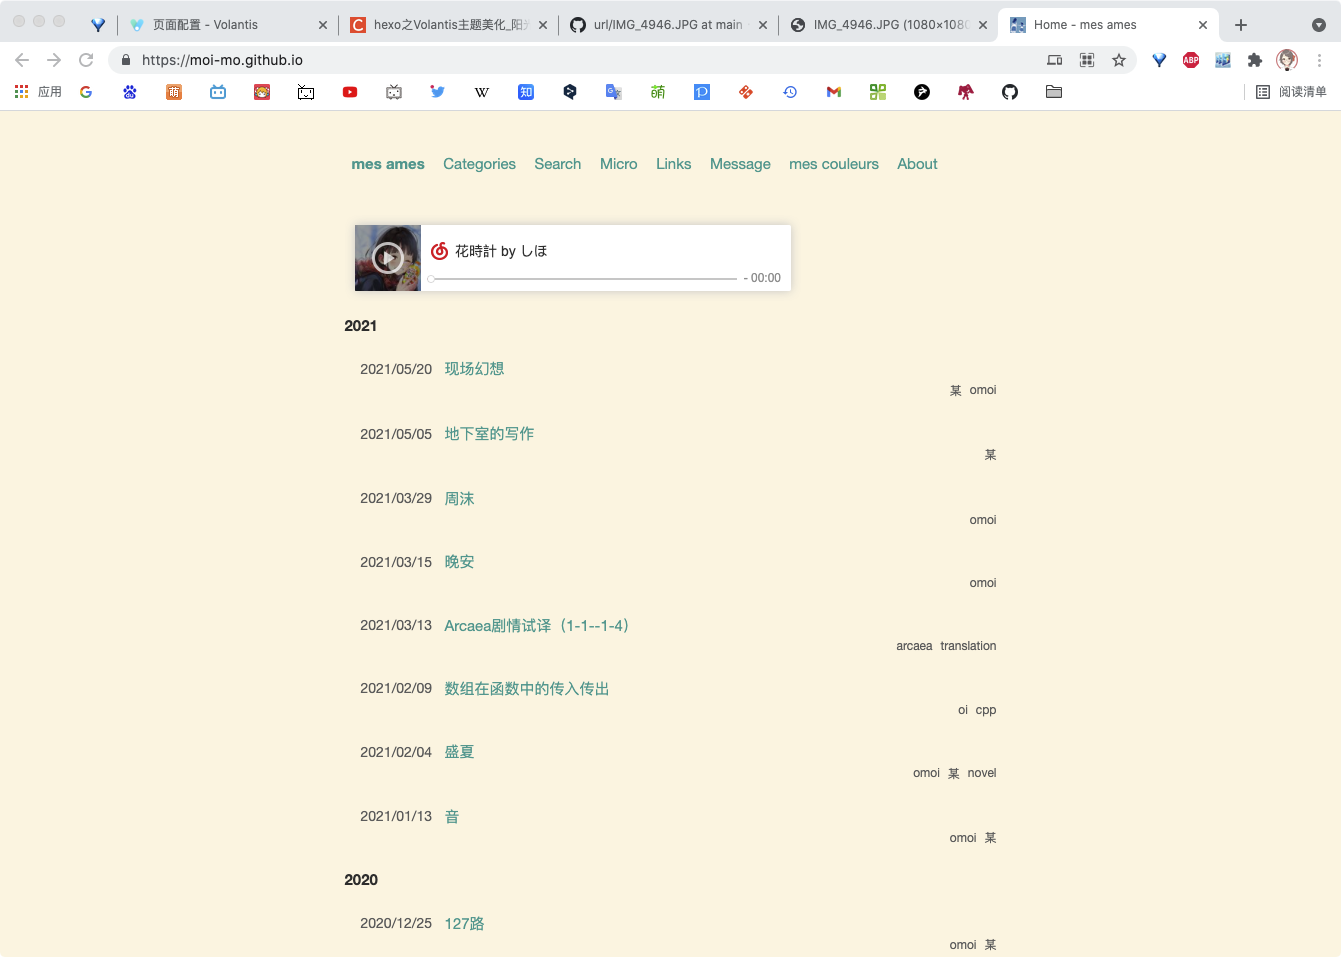 页面配置 - Volantis
hexo之Volantis主题美化_阳
url/IMG_4946.JPG at main
IMG_4946.JPG (1080×1080
Home - mes ames
https://moi-mo.github.io
ABP
应用
萌
W
知
萌
阅读清单
mes ames Categories Search Micro Links Message mes couleurs About
花時計 by しほ
- 00:00
2021
2021/05/20 现场幻想
某 omoi
2021/05/05 地下室的写作
某
2021/03/29 周沫
omoi
2021/03/15 晚安
omoi
2021/03/13 Arcaea剧情试译（1-1--1-4）
arcaea translation
2021/02/09 数组在函数中的传入传出
oi cpp
2021/02/04 盛夏
omoi 某 novel
2021/01/13 音
omoi 某
2020
2020/12/25 127路
omoi 某